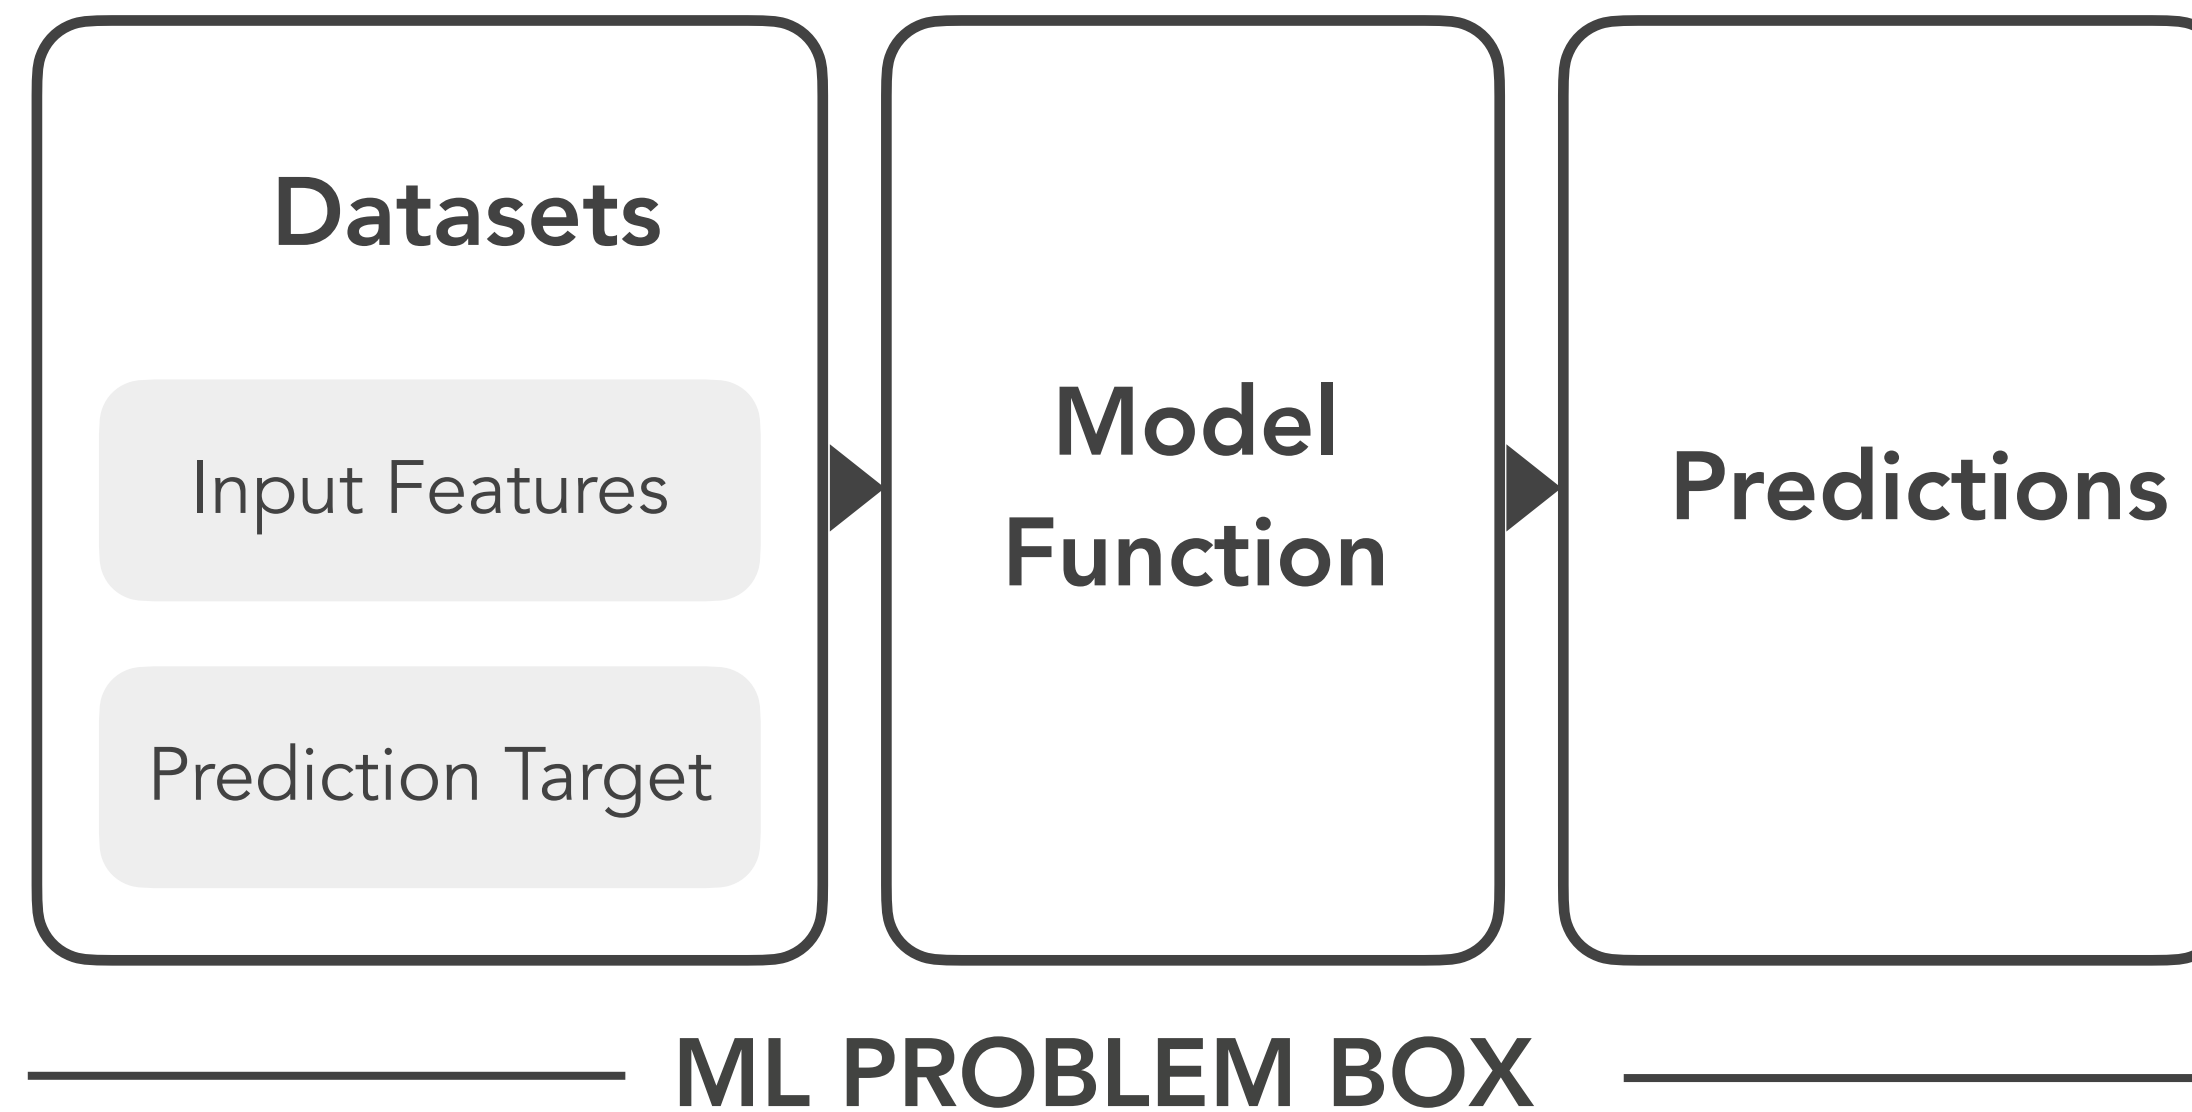 Datasets
Input Features
Prediction Target
Model
Function
Predictions
ML PROBLEM BOX